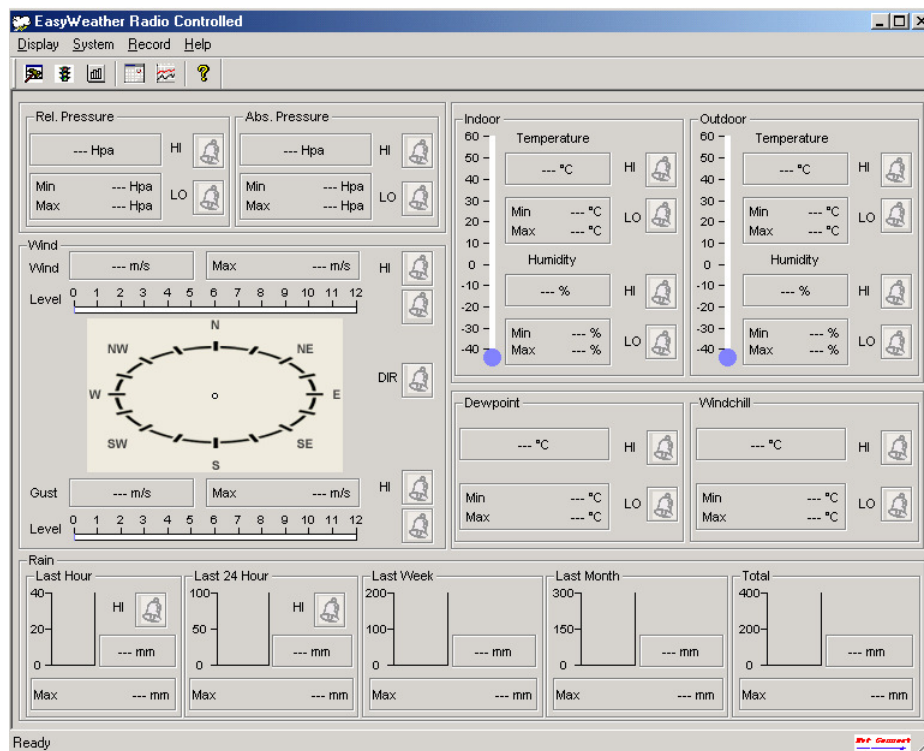 EasyWeather Radio Controlled
Display System Record Help
Rel. Pressure
--- Hpa
HI
Min --- Hpa
Max --- Hpa
LO
Abs. Pressure
--- Hpa
HI
Min --- Hpa
Max --- Hpa
LO
Wind
Wind --- m/s Max --- m/s HI
Level 0 1 2 3 4 5 6 7 8 9 10 11 12
N
NW NE
W E
SW SE
S
DIR
Gust --- m/s Max --- m/s HI
Level 0 1 2 3 4 5 6 7 8 9 10 11 12
Indoor
60
50
40
30
20
10
0
-10
-20
-30
-40
Temperature
--- °C
HI
Min --- °C
Max --- °C
LO
Humidity
--- %
HI
Min --- %
Max --- %
LO
Outdoor
60
50
40
30
20
10
0
-10
-20
-30
-40
Temperature
--- °C
HI
Min --- °C
Max --- °C
LO
Humidity
--- %
HI
Min --- %
Max --- %
LO
Dewpoint
--- °C
HI
Min --- °C
Max --- °C
LO
Windchill
--- °C
HI
Min --- °C
Max --- °C
LO
Rain
Last Hour
40
20
0
HI
--- mm
Max --- mm
Last 24 Hour
100
50
0
HI
--- mm
Max --- mm
Last Week
200
100
0
--- mm
Max --- mm
Last Month
300
150
0
--- mm
Max --- mm
Total
400
200
0
--- mm
Max --- mm
Ready
Not Connect